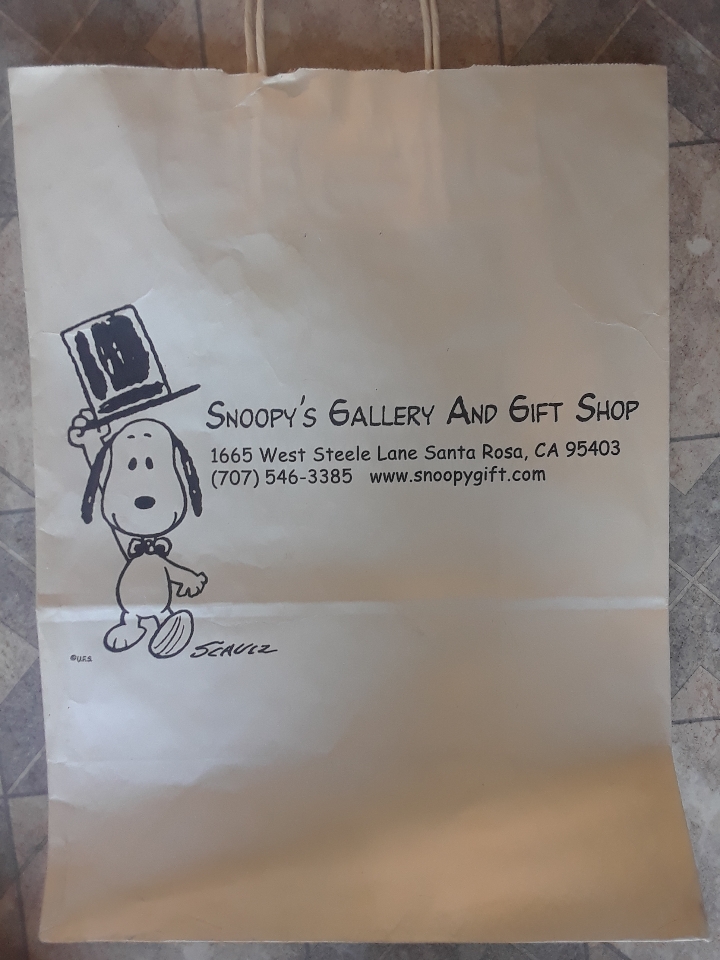 SNOOPY'S GALLERY AND GIFT SHOP
1665 West Steele Lane Santa Rosa, CA 95403
(707) 546-3385 www.snoopygift.com
SCHULZ
©U.F.S.